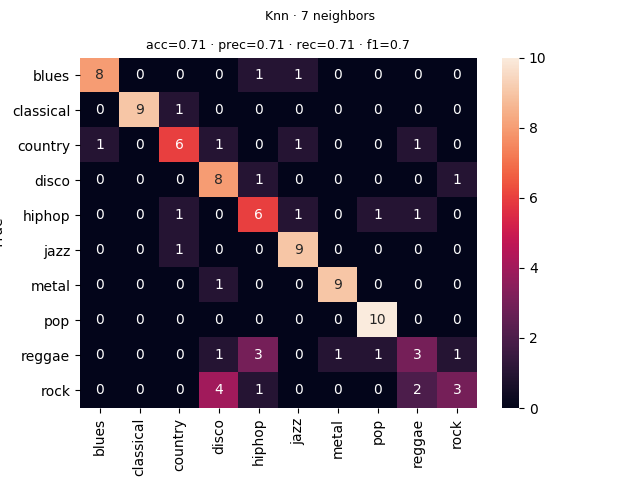 Knn · 7 neighbors
acc=0.71 · prec=0.71 · rec=0.71 · f1=0.7
blues 8 0 0 0 1 1 0 0 0 0
classical 0 9 1 0 0 0 0 0 0 0
country 1 0 6 1 0 1 0 0 1 0
disco 0 0 0 8 1 0 0 0 0 1
hiphop 0 0 1 0 6 1 0 1 1 0
jazz 0 0 1 0 0 9 0 0 0 0
metal 0 0 0 1 0 0 9 0 0 0
pop 0 0 0 0 0 0 0 10 0 0
reggae 0 0 0 1 3 0 1 1 3 1
rock 0 0 0 4 1 0 0 0 2 3
blues classical country disco hiphop jazz metal pop reggae rock
10
8
6
4
2
0